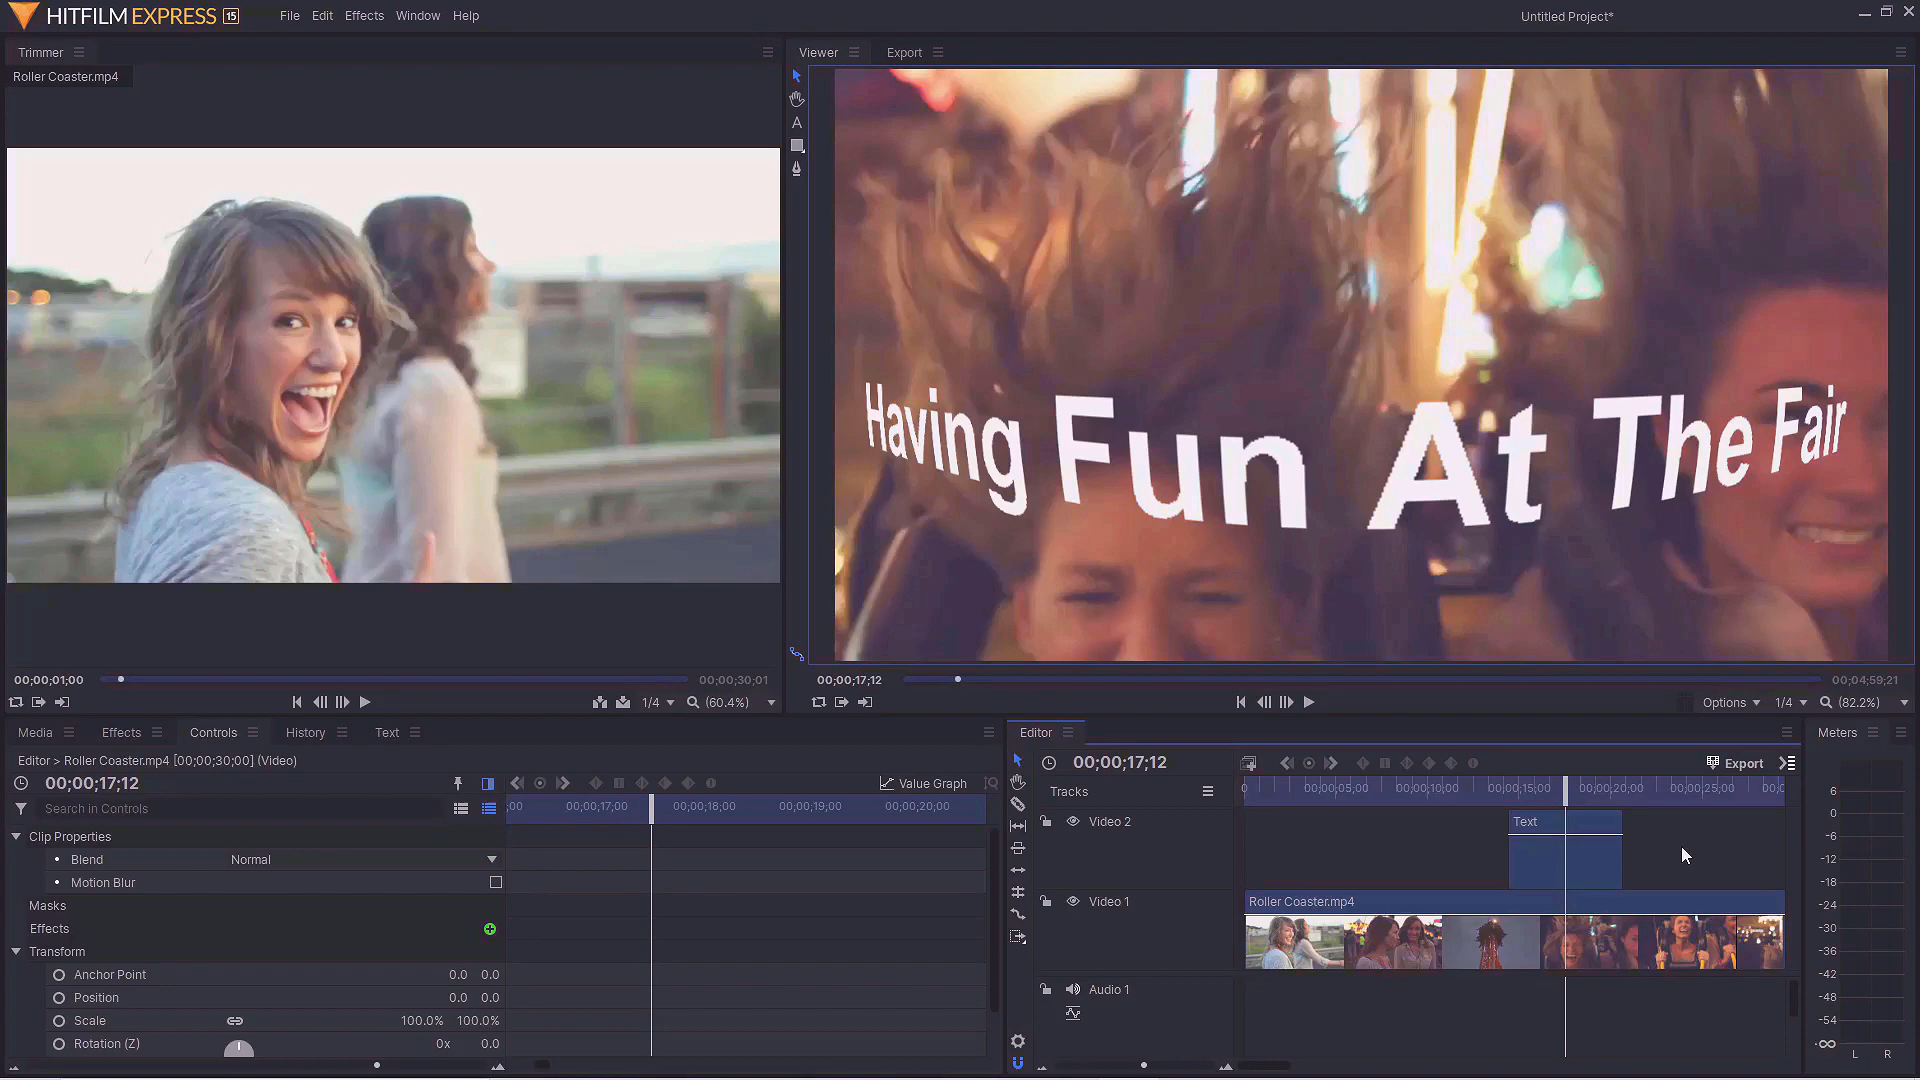 HITFILM EXPRESS 15
File Edit Effects Window Help
Untitled Project*
Trimmer
Roller Coaster.mp4
Viewer Export
Having Fun At The Fair
00;00;01;00
00;00;30;01
1/4 (60.4%)
00;00;17;12
00;04;59;21
Options 1/4 (82.2%)
Media Effects Controls History Text
Editor > Roller Coaster.mp4 [00;00;30;00] (Video)
00;00;17;12
Value Graph
Search in Controls
;00 00;00;17;00 00;00;18;00 00;00;19;00 00;00;20;00
Clip Properties
Blend Normal
Motion Blur
Masks
Effects
Transform
Anchor Point 0.0 0.0
Position 0.0 0.0
Scale 100.0% 100.0%
Rotation (Z) 0x 0.0
Editor
00;00;17;12
Export
Tracks
0 00;00;05;00 00;00;10;00 00;00;15;00 00;00;20;00 00;00;25;00
Video 2
Text
Video 1
Roller Coaster.mp4
Audio 1
Meters
6
0
-6
-12
-18
-24
-30
-36
-42
-48
-54
-∞
L R